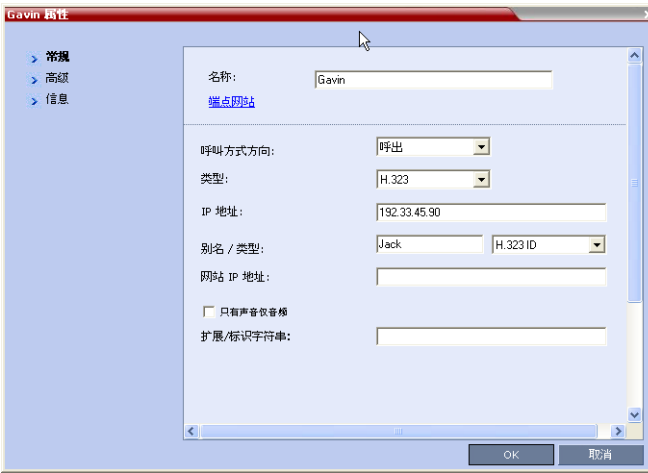 Gavin 属性
常规
高级
信息
名称: Gavin
端点网站
呼叫方式方向: 呼出
类型: H.323
IP 地址: 192.33.45.90
别名 / 类型: Jack H.323 ID
网站 IP 地址:
只有声音仅音频
扩展/标识字符串:
OK 取消